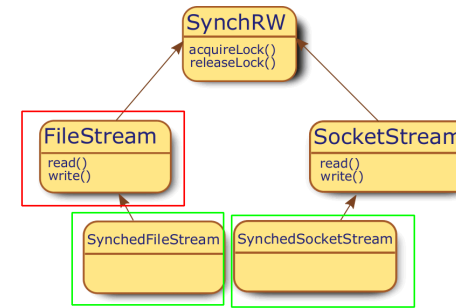 SynchRW
acquireLock()
releaseLock()
FileStream
read()
write()
SocketStream
read()
write()
SynchedFileStream
SynchedSocketStream